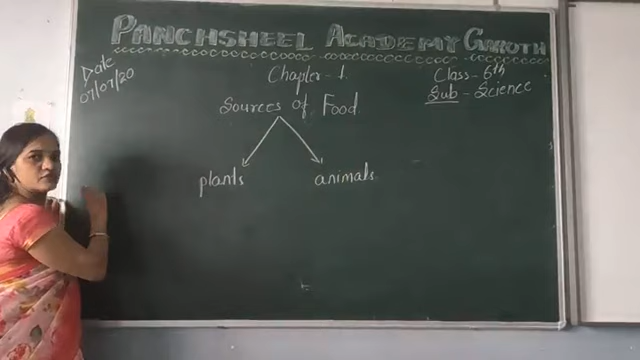 PANCHSHEEL ACADEMY GAROTH
Date
07/07/20
Chapter - 1.
Class - 6th
Sources of Food
Sub - Science
plants
animals